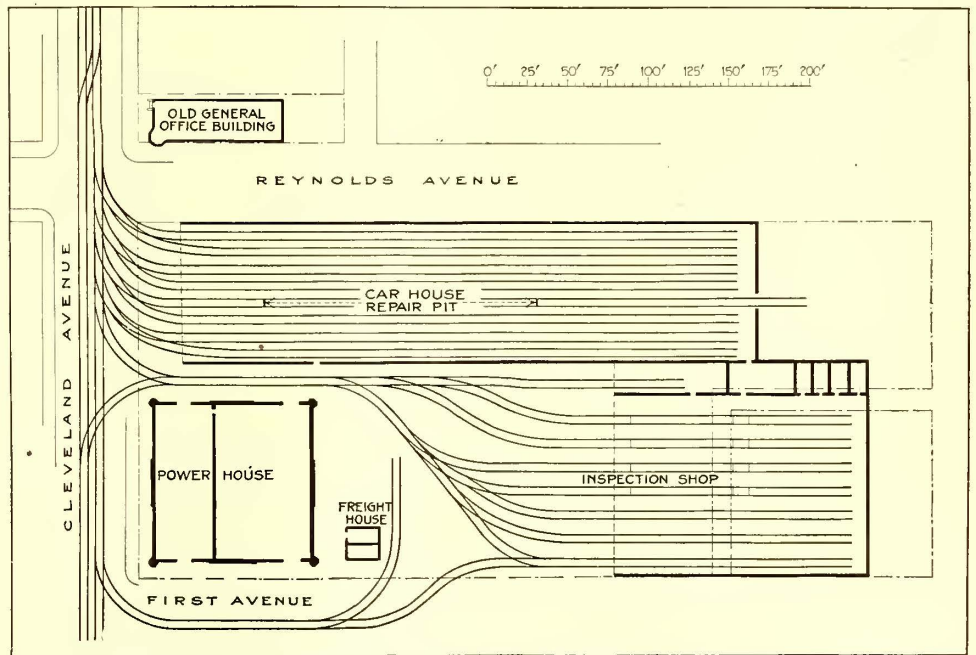 0' 25' 50' 75' 100' 125' 150' 175' 200'
OLD GENERAL
OFFICE BUILDING
REYNOLDS AVENUE
CLEVELAND AVENUE
CAR HOUSE
REPAIR PIT
POWER HOUSE
INSPECTION SHOP
FREIGHT
HOUSE
FIRST AVENUE